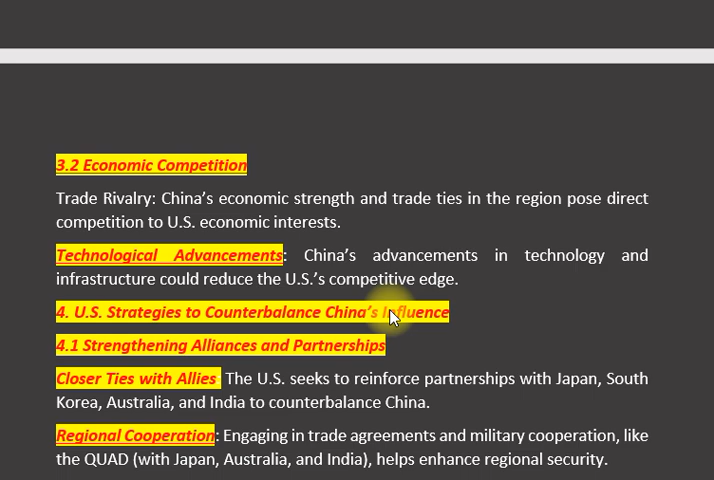 3.2 Economic Competition
Trade Rivalry: China’s economic strength and trade ties in the region pose direct
competition to U.S. economic interests.
Technological Advancements: China’s advancements in technology and
infrastructure could reduce the U.S.’s competitive edge.
4. U.S. Strategies to Counterbalance China’s Influence
4.1 Strengthening Alliances and Partnerships
Closer Ties with Allies The U.S. seeks to reinforce partnerships with Japan, South
Korea, Australia, and India to counterbalance China.
Regional Cooperation: Engaging in trade agreements and military cooperation, like
the QUAD (with Japan, Australia, and India), helps enhance regional security.